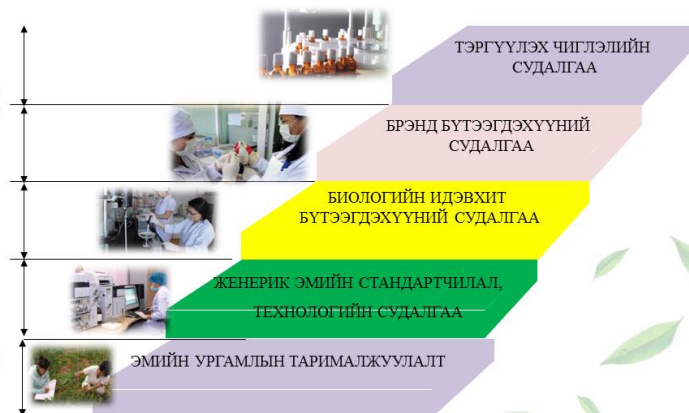 ТЭРГҮҮЛЭХ ЧИГЛЭЛИЙН
СУДАЛГАА
БРЭНД БҮТЭЭГДЭХҮҮНИЙ
СУДАЛГАА
БИОЛОГИЙН ИДЭВХИТ
БҮТЭЭГДЭХҮҮНИЙ СУДАЛГАА
ЖЕНЕРИК ЭМИЙН СТАНДАРТЧИЛАЛ,
ТЕХНОЛОГИЙН СУДАЛГАА
ЭМИЙН УРГАМЛЫН ТАРИМАЛЖУУЛАЛТ